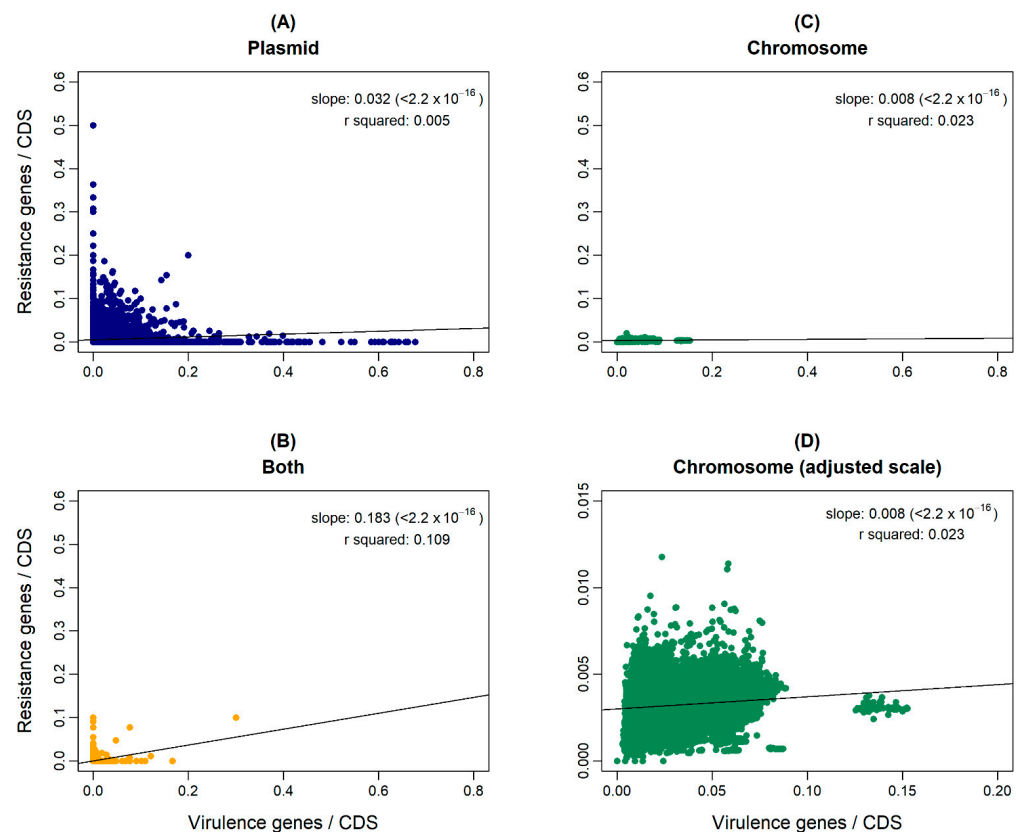 (A)
Plasmid
slope: 0.032 (<2.2 x 10⁻¹⁶)
r squared: 0.005
Resistance genes / CDS
0.6
0.5
0.4
0.3
0.2
0.1
0.0
0.0 0.2 0.4 0.6 0.8
(C)
Chromosome
slope: 0.008 (<2.2 x 10⁻¹⁶)
r squared: 0.023
0.6
0.5
0.4
0.3
0.2
0.1
0.0
0.0 0.2 0.4 0.6 0.8
(B)
Both
slope: 0.183 (<2.2 x 10⁻¹⁶)
r squared: 0.109
Resistance genes / CDS
0.6
0.5
0.4
0.3
0.2
0.1
0.0
0.0 0.2 0.4 0.6 0.8
Virulence genes / CDS
(D)
Chromosome (adjusted scale)
slope: 0.008 (<2.2 x 10⁻¹⁶)
r squared: 0.023
0.015
0.010
0.005
0.000
0.00 0.05 0.10 0.15 0.20
Virulence genes / CDS